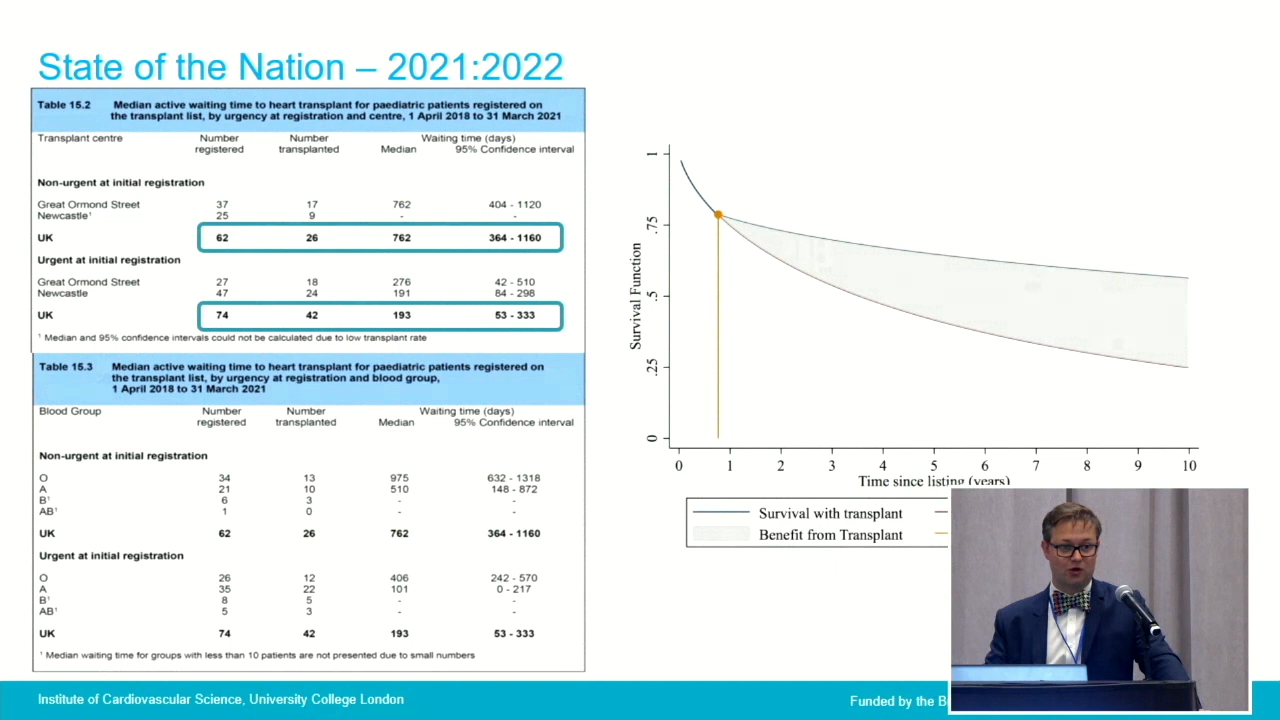 State of the Nation – 2021:2022
Table 15.2 Median active waiting time to heart transplant for paediatric patients registered on
the transplant list, by urgency at registration and centre, 1 April 2018 to 31 March 2021
Transplant centre Number Number Waiting time (days)
registered transplanted Median 95% Confidence interval
Non-urgent at initial registration
Great Ormond Street 37 17 762 404 - 1120
Newcastle¹ 25 9 - -
UK 62 26 762 364 - 1160
Urgent at initial registration
Great Ormond Street 27 18 276 42 - 510
Newcastle 47 24 191 84 - 298
UK 74 42 193 53 - 333
¹ Median and 95% confidence intervals could not be calculated due to low transplant rate
Table 15.3 Median active waiting time to heart transplant for paediatric patients registered on
the transplant list, by urgency at registration and blood group,
1 April 2018 to 31 March 2021
Blood Group Number Number Waiting time (days)
registered transplanted Median 95% Confidence interval
Non-urgent at initial registration
O 34 13 975 632 - 1318
A 21 10 510 148 - 872
B¹ 6 3 - -
AB¹ 1 0 - -
UK 62 26 762 364 - 1160
Urgent at initial registration
O 26 12 406 242 - 570
A 35 22 101 0 - 217
B¹ 8 5 - -
AB¹ 5 3 - -
UK 74 42 193 53 - 333
¹ Median waiting time for groups with less than 10 patients are not presented due to small numbers
Survival Function
1
.75
.5
.25
0
0 1 2 3 4 5 6 7 8 9 10
Time since listing (years)
Survival with transplant
Benefit from Transplant
Institute of Cardiovascular Science, University College London
Funded by the B